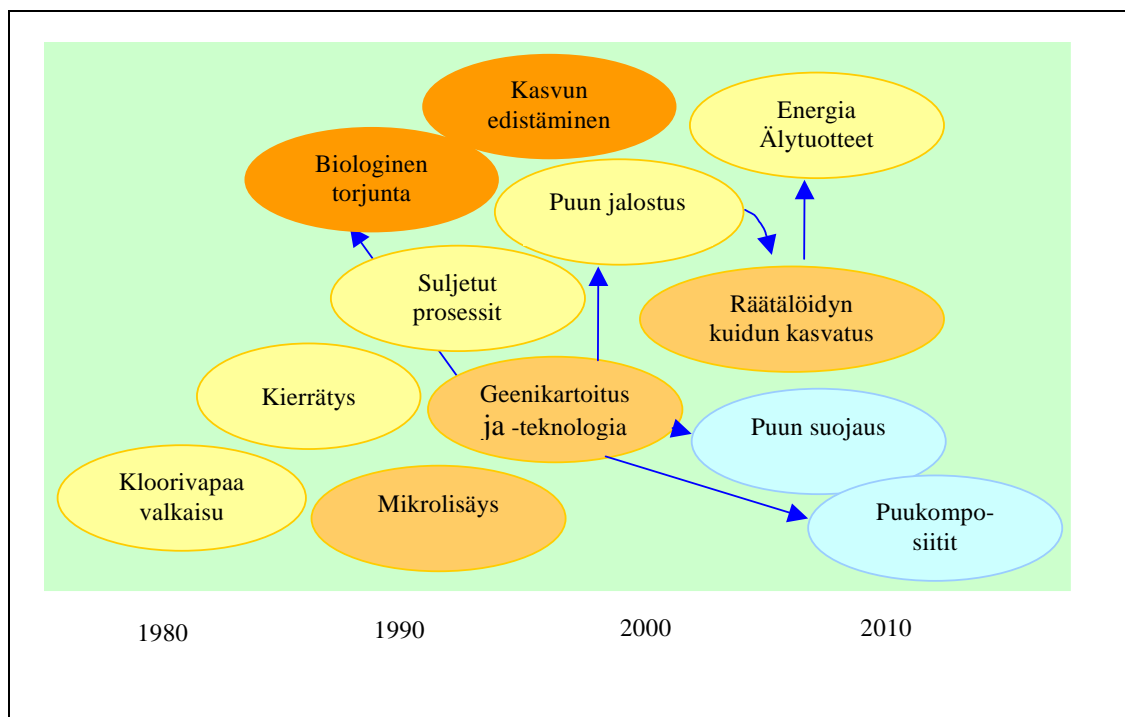 Kasvun
edistäminen
Energia
Älytuotteet
Biologinen
torjunta
Puun jalostus
Suljetut
prosessit
Räätälöidyn
kuidun kasvatus
Kierrätys
Geenikartoitus
ja -teknologia
Puun suojaus
Kloorivapaa
valkaisu
Mikrolisäys
Puukompo-
siitit
1980
1990
2000
2010